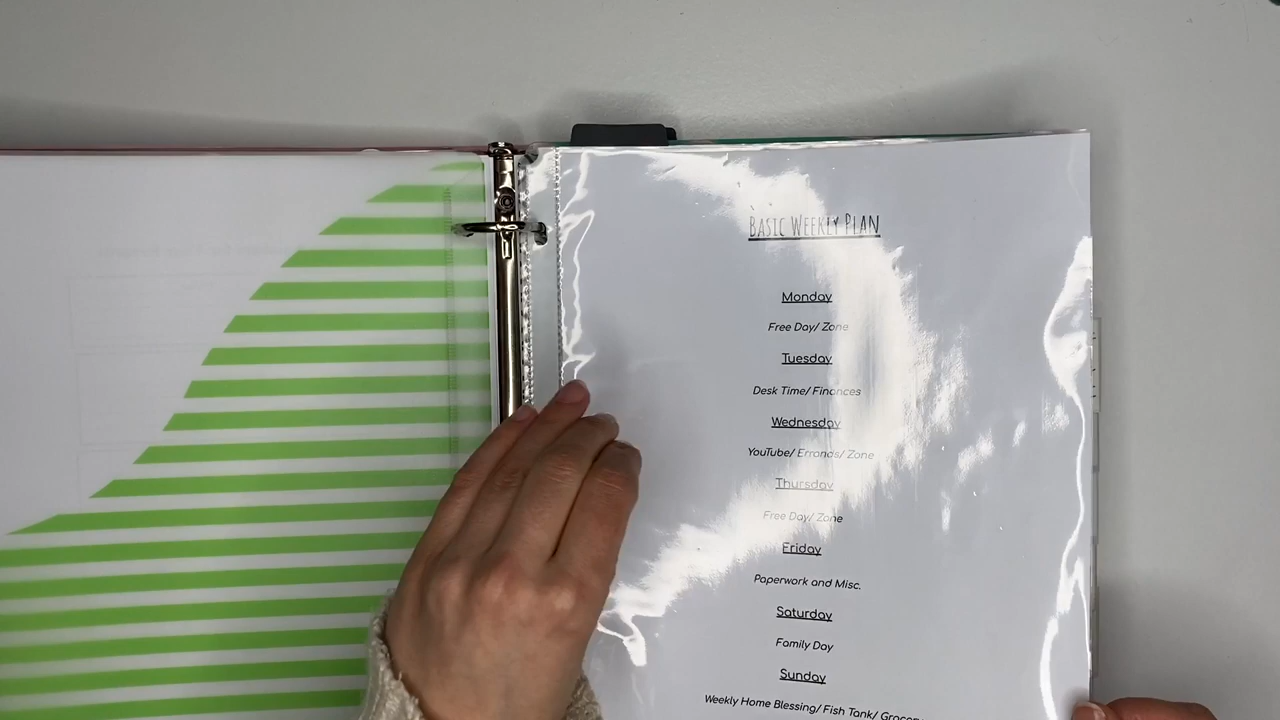 BASIC WEEKLY PLAN
Monday
Free Day/ Zone
Tuesday
Desk Time/ Finances
Wednesday
YouTube/ Errands/ Zone
Thursday
Free Day/ Zone
Friday
Paperwork and Misc.
Saturday
Family Day
Sunday
Weekly Home Blessing/ Fish Tank/